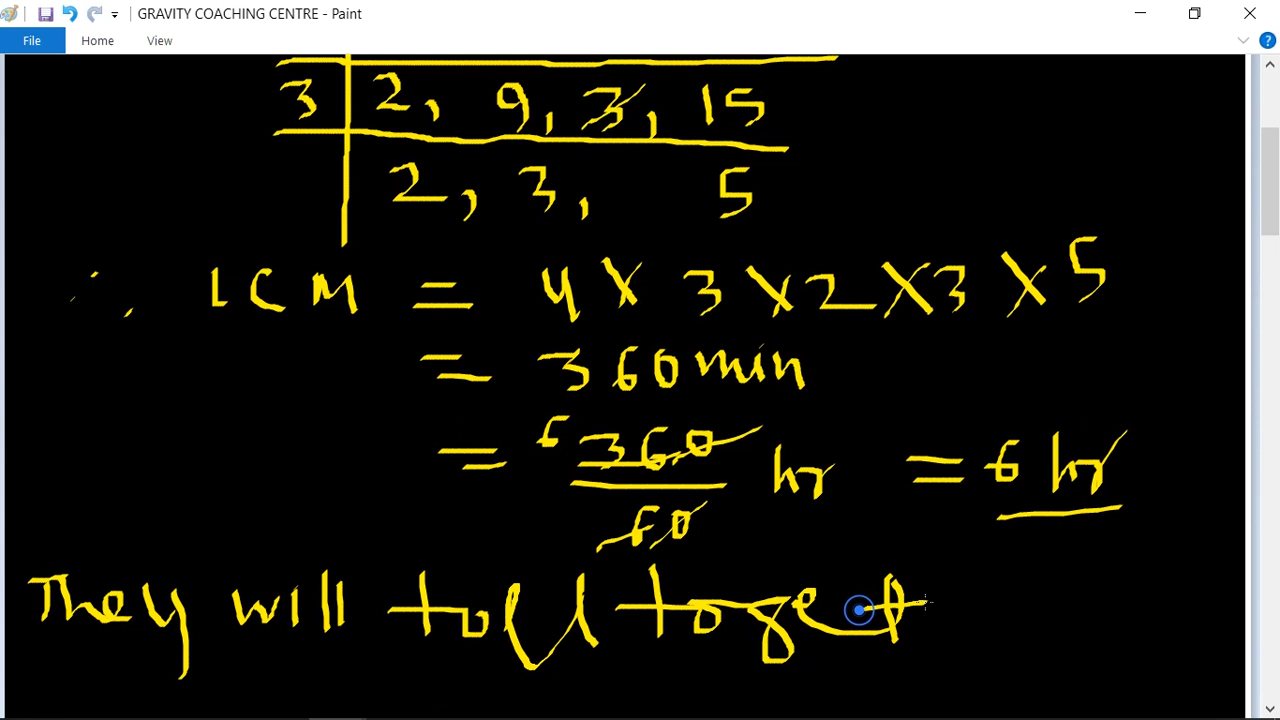 GRAVITY COACHING CENTRE - Paint
File Home View
3 2, 9, 3, 15
2, 3, 5
∴ LCM = 4 X 3 X 2 X 3 X 5
= 360 min
= 6 360/60 hr = 6 hr
They will toll toget